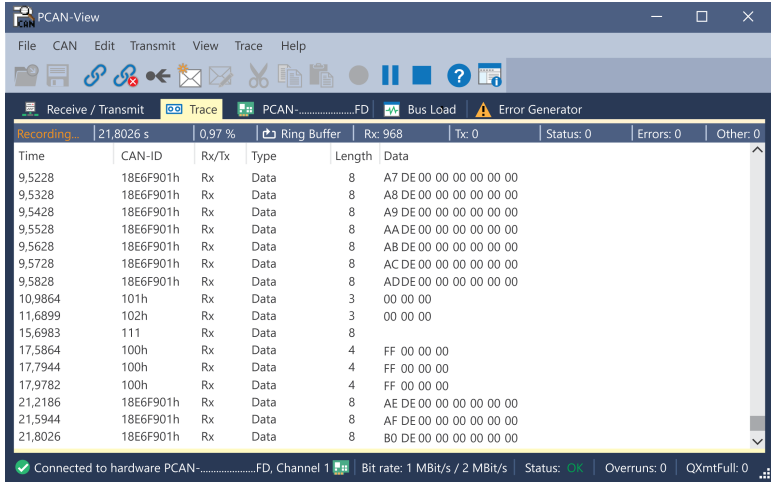 PCAN-View
File CAN Edit Transmit View Trace Help
Receive / Transmit Trace PCAN-....................FD Bus Load Error Generator
Recording... 21,8026 s 0,97 % Ring Buffer Rx: 968 Tx: 0 Status: 0 Errors: 0 Other: 0
Time CAN-ID Rx/Tx Type Length Data
9,5228 18E6F901h Rx Data 8 A7 DE 00 00 00 00 00 00
9,5328 18E6F901h Rx Data 8 A8 DE 00 00 00 00 00 00
9,5428 18E6F901h Rx Data 8 A9 DE 00 00 00 00 00 00
9,5528 18E6F901h Rx Data 8 AA DE 00 00 00 00 00 00
9,5628 18E6F901h Rx Data 8 AB DE 00 00 00 00 00 00
9,5728 18E6F901h Rx Data 8 AC DE 00 00 00 00 00 00
9,5828 18E6F901h Rx Data 8 ADDE 00 00 00 00 00 00
10,9864 101h Rx Data 3 00 00 00
11,6899 102h Rx Data 3 00 00 00
15,6983 111 Rx Data 8
17,5864 100h Rx Data 4 FF 00 00 00
17,7944 100h Rx Data 4 FF 00 00 00
17,9782 100h Rx Data 4 FF 00 00 00
21,2186 18E6F901h Rx Data 8 AE DE 00 00 00 00 00 00
21,5944 18E6F901h Rx Data 8 AF DE 00 00 00 00 00 00
21,8026 18E6F901h Rx Data 8 B0 DE 00 00 00 00 00 00
Connected to hardware PCAN-....................FD, Channel 1 Bit rate: 1 MBit/s / 2 MBit/s Status: OK Overruns: 0 QXmtFull: 0